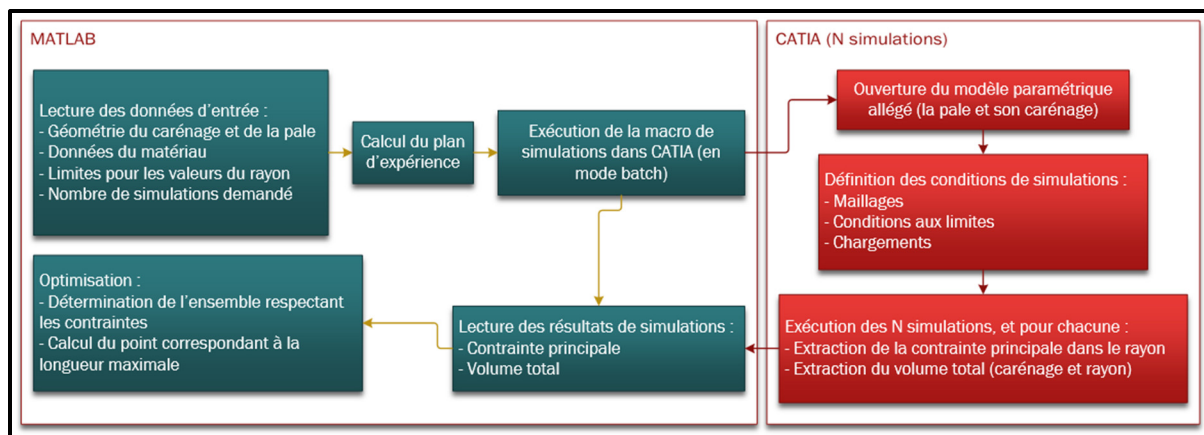 MATLAB
Lecture des données d'entrée :
- Géométrie du carénage et de la pale
- Données du matériau
- Limites pour les valeurs du rayon
- Nombre de simulations demandé
Calcul du plan
d'expérience
Exécution de la macro de
simulations dans CATIA (en
mode batch)
Optimisation :
- Détermination de l'ensemble respectant
les contraintes
- Calcul du point correspondant à la
longueur maximale
Lecture des résultats de simulations :
- Contrainte principale
- Volume total
CATIA (N simulations)
Ouverture du modèle paramétrique
allégé (la pale et son carénage)
Définition des conditions de simulations :
- Maillages
- Conditions aux limites
- Chargements
Exécution des N simulations, et pour chacune :
- Extraction de la contrainte principale dans le rayon
- Extraction du volume total (carénage et rayon)